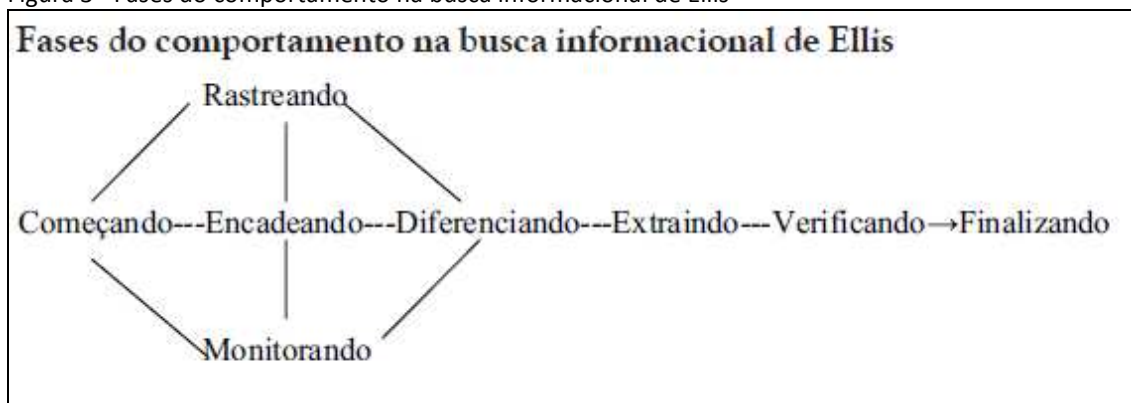 Figura 3 - Fases do comportamento na busca informacional de Ellis
Fases do comportamento na busca informacional de Ellis
Rastreando
Começando---Encadeando---Diferenciando---Extraindo---Verificando→Finalizando
Monitorando